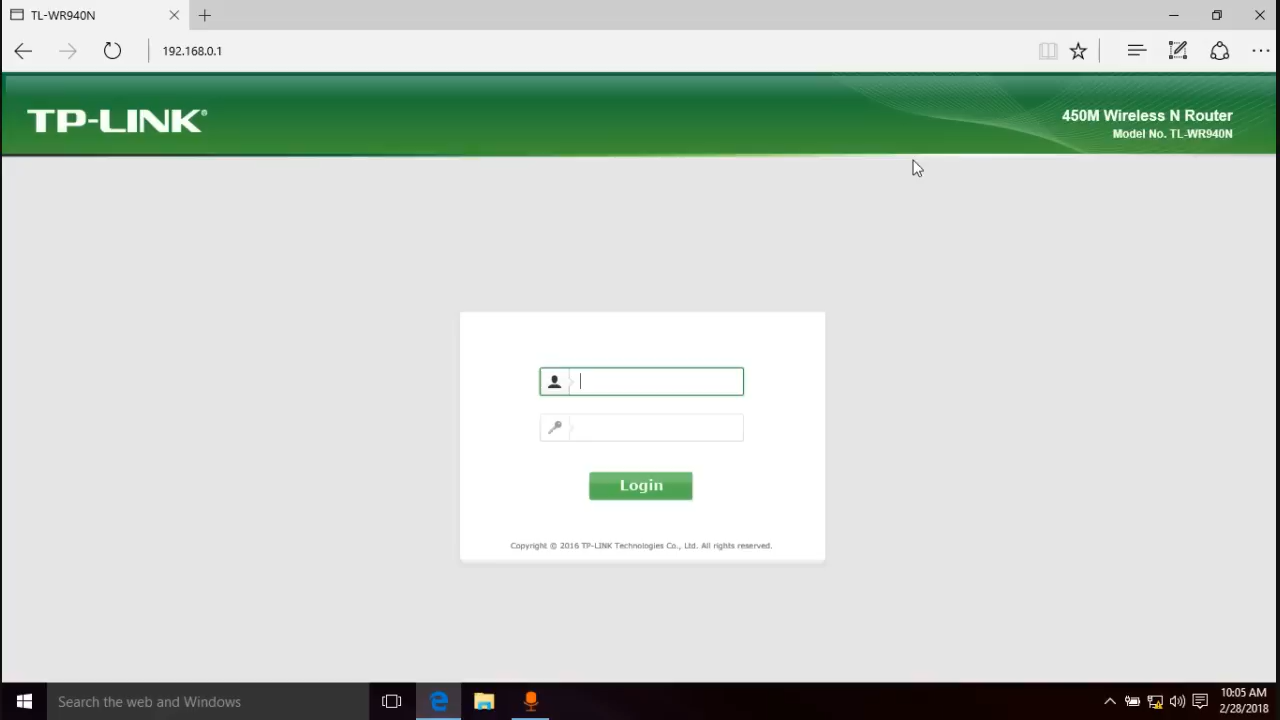 TL-WR940N
192.168.0.1
TP-LINK®
450M Wireless N Router
Model No. TL-WR940N
Login
Copyright © 2016 TP-LINK Technologies Co., Ltd. All rights reserved.
Search the web and Windows
10:05 AM
2/28/2018